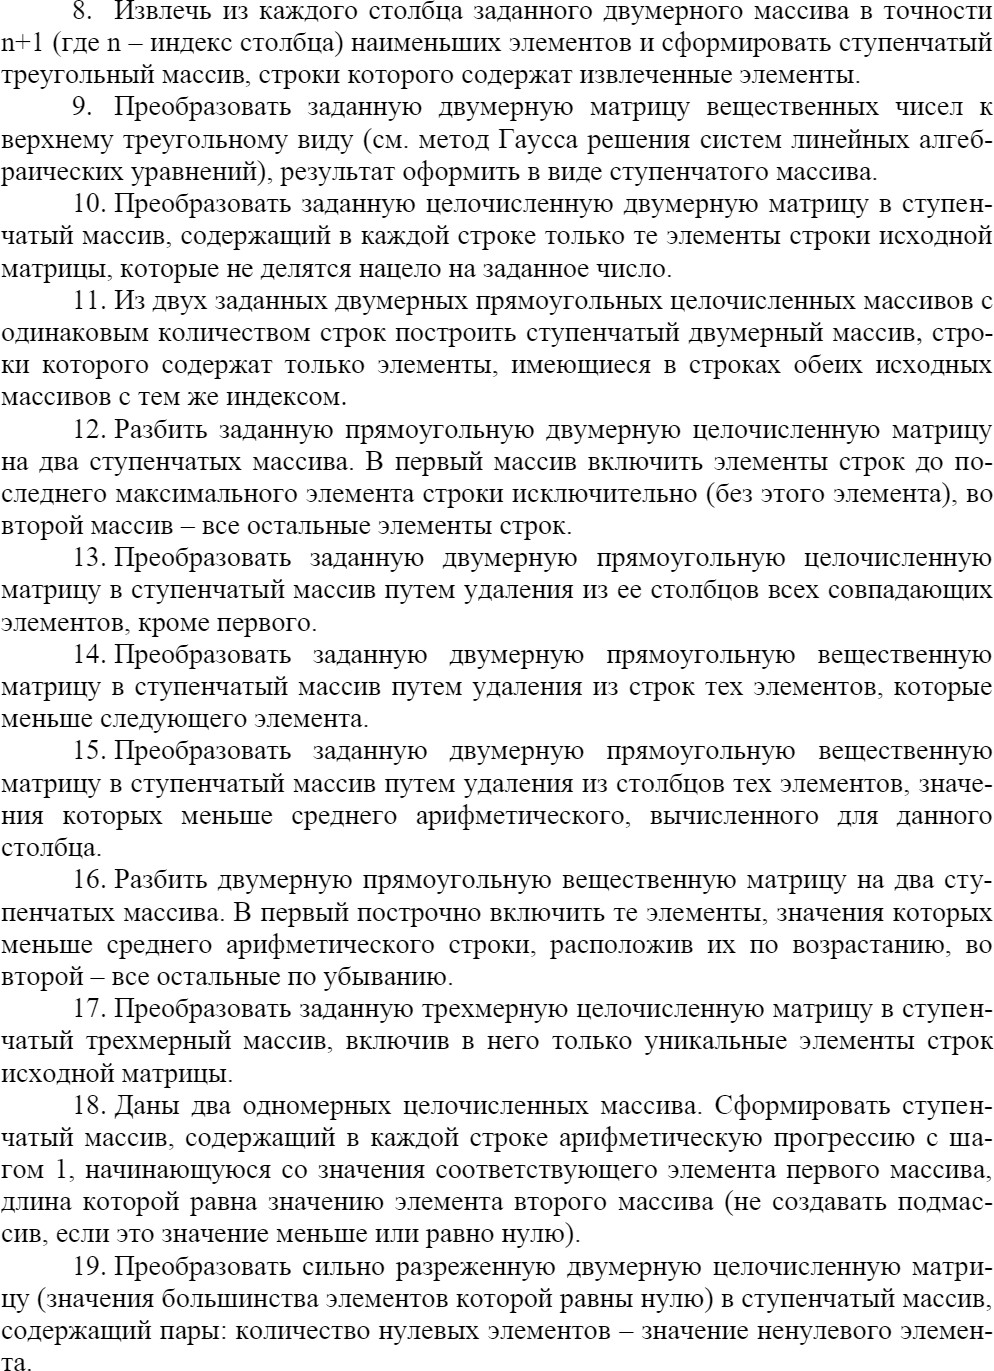 8. Извлечь из каждого столбца заданного двумерного массива в точности
n+1 (где n – индекс столбца) наименьших элементов и сформировать ступенчатый
треугольный массив, строки которого содержат извлеченные элементы.
9. Преобразовать заданную двумерную матрицу вещественных чисел к
верхнему треугольному виду (см. метод Гаусса решения систем линейных алгеб-
раических уравнений), результат оформить в виде ступенчатого массива.
10. Преобразовать заданную целочисленную двумерную матрицу в ступен-
чатый массив, содержащий в каждой строке только те элементы строки исходной
матрицы, которые не делятся нацело на заданное число.
11. Из двух заданных двумерных прямоугольных целочисленных массивов с
одинаковым количеством строк построить ступенчатый двумерный массив, стро-
ки которого содержат только элементы, имеющиеся в строках обеих исходных
массивов с тем же индексом.
12. Разбить заданную прямоугольную двумерную целочисленную матрицу
на два ступенчатых массива. В первый массив включить элементы строк до по-
следнего максимального элемента строки исключительно (без этого элемента), во
второй массив – все остальные элементы строк.
13. Преобразовать заданную двумерную прямоугольную целочисленную
матрицу в ступенчатый массив путем удаления из ее столбцов всех совпадающих
элементов, кроме первого.
14. Преобразовать заданную двумерную прямоугольную вещественную
матрицу в ступенчатый массив путем удаления из строк тех элементов, которые
меньше следующего элемента.
15. Преобразовать заданную двумерную прямоугольную вещественную
матрицу в ступенчатый массив путем удаления из столбцов тех элементов, значе-
ния которых меньше среднего арифметического, вычисленного для данного
столбца.
16. Разбить двумерную прямоугольную вещественную матрицу на два сту-
пенчатых массива. В первый построчно включить те элементы, значения которых
меньше среднего арифметического строки, расположив их по возрастанию, во
второй – все остальные по убыванию.
17. Преобразовать заданную трехмерную целочисленную матрицу в ступен-
чатый трехмерный массив, включив в него только уникальные элементы строк
исходной матрицы.
18. Даны два одномерных целочисленных массива. Сформировать ступен-
чатый массив, содержащий в каждой строке арифметическую прогрессию с ша-
гом 1, начинающуюся со значения соответствующего элемента первого массива,
длина которой равна значению элемента второго массива (не создавать подмас-
сив, если это значение меньше или равно нулю).
19. Преобразовать сильно разреженную двумерную целочисленную матри-
цу (значения большинства элементов которой равны нулю) в ступенчатый массив,
содержащий пары: количество нулевых элементов – значение ненулевого элемен-
та.